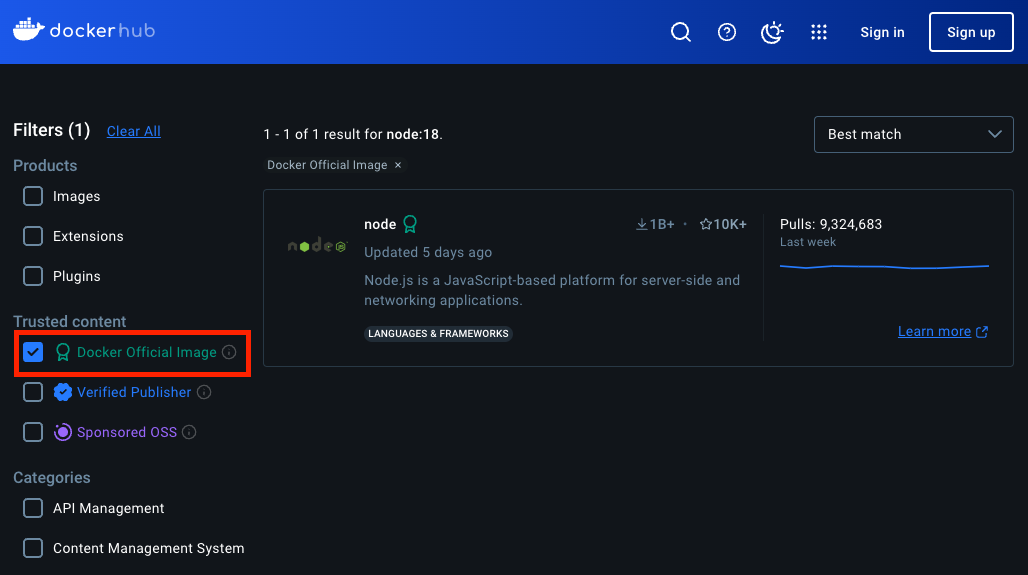 dockerhub
Sign in
Sign up
Filters (1)
Clear All
Products
Images
Extensions
Plugins
Trusted content
Docker Official Image
Verified Publisher
Sponsored OSS
Categories
API Management
Content Management System
1 - 1 of 1 result for node:18.
Best match
Docker Official Image ×
node
node
1B+ · 10K+
Updated 5 days ago
Node.js is a JavaScript-based platform for server-side and
networking applications.
LANGUAGES & FRAMEWORKS
Pulls: 9,324,683
Last week
Learn more